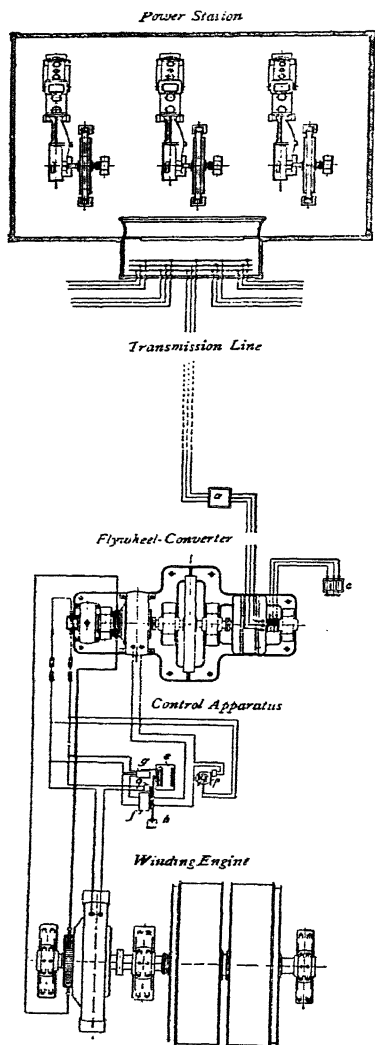 Power Station
Transmission Line
a
Flywheel-Converter
c
Control Apparatus
g
e
f
h
Winding Engine